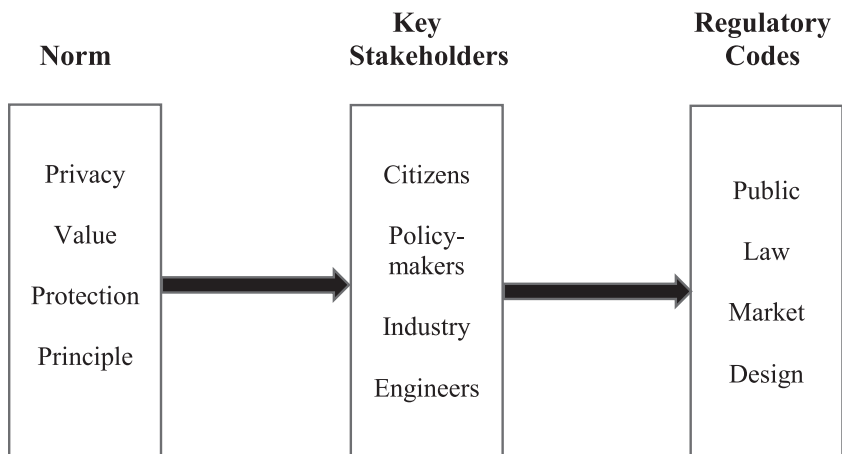 Norm
Key
Stakeholders
Regulatory
Codes
Privacy
Value
Protection
Principle
Citizens
Policy-
makers
Industry
Engineers
Public
Law
Market
Design